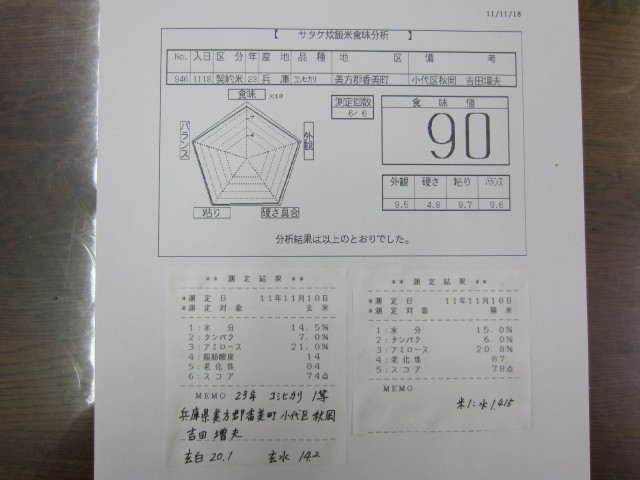 11/11/18
【 サタケ炊飯米食味分析 】
No. 入日 区分 年 産地 品種 地区 備考
946 1118 契約米 23 兵庫 コシヒカリ 美方郡香美町 小代区秋岡 吉田増夫
食味 ×10
バランス
外観
粘り
硬さ具合
測定回数
6/ 6
食味値
90
外観 硬さ 粘り バランス
9.5 4.8 9.7 9.6
分析結果は以上のとおりでした。
** 測定結果 **
*測定日 11年11月18日
*測定対象 玄米
1:水分 14.5%
2:タンパク 7.0%
3:アミロース 21.0%
4:脂肪酸度 14
5:老化性 84
6:スコア 74点
MEMO 23年 コシヒカリ 1等
兵庫県美方郡香美町小代区秋岡
吉田増夫
玄白 20.1 玄水 14.2
** 測定結果 **
*測定日 11年11月18日
*測定対象 精米
1:水分 15.0%
2:タンパク 6.0%
3:アミロース 20.8%
4:老化性 87
5:スコア 78点
MEMO
米1:水1.415